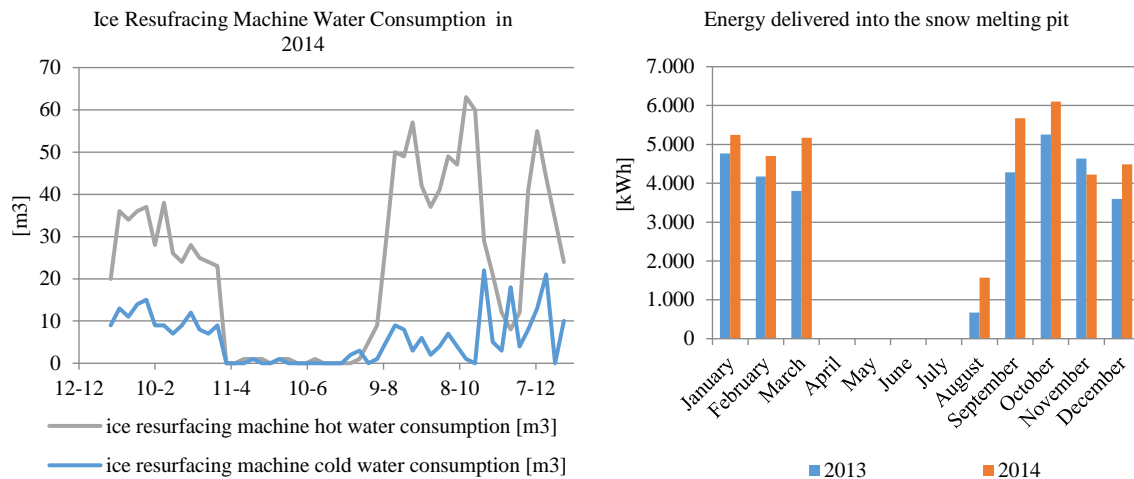 Ice Resufracing Machine Water Consumption in
2014
70
60
50
40
30
20
10
0
[m3]
12-12
10-2
11-4
10-6
9-8
8-10
7-12
ice resurfacing machine hot water consumption [m3]
ice resurfacing machine cold water consumption [m3]
Energy delivered into the snow melting pit
7.000
6.000
5.000
4.000
3.000
2.000
1.000
0
[kWh]
January
February
March
April
May
June
July
August
September
October
November
December
2013
2014